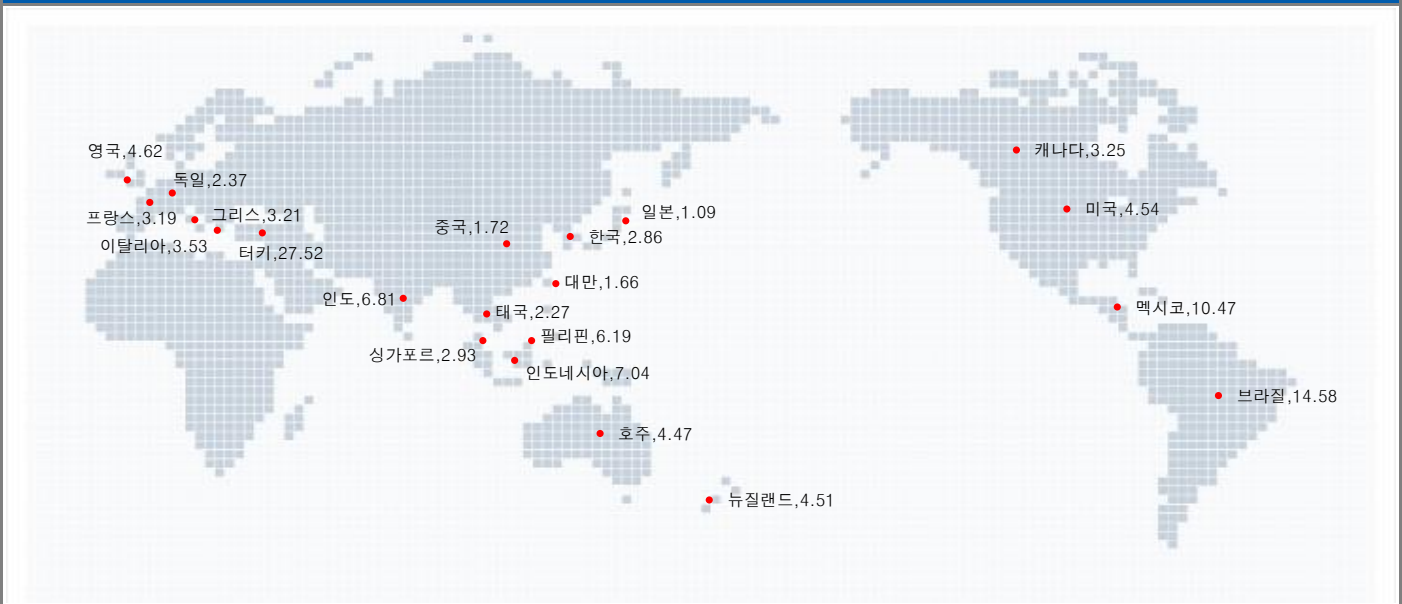 영국,4.62
캐나다,3.25
독일,2.37
프랑스,3.19
그리스,3.21
일본,1.09
미국,4.54
중국,1.72
한국,2.86
이탈리아,3.53
터키,27.52
대만,1.66
인도,6.81
태국,2.27
멕시코,10.47
필리핀,6.19
싱가포르,2.93
인도네시아,7.04
브라질,14.58
호주,4.47
뉴질랜드,4.51